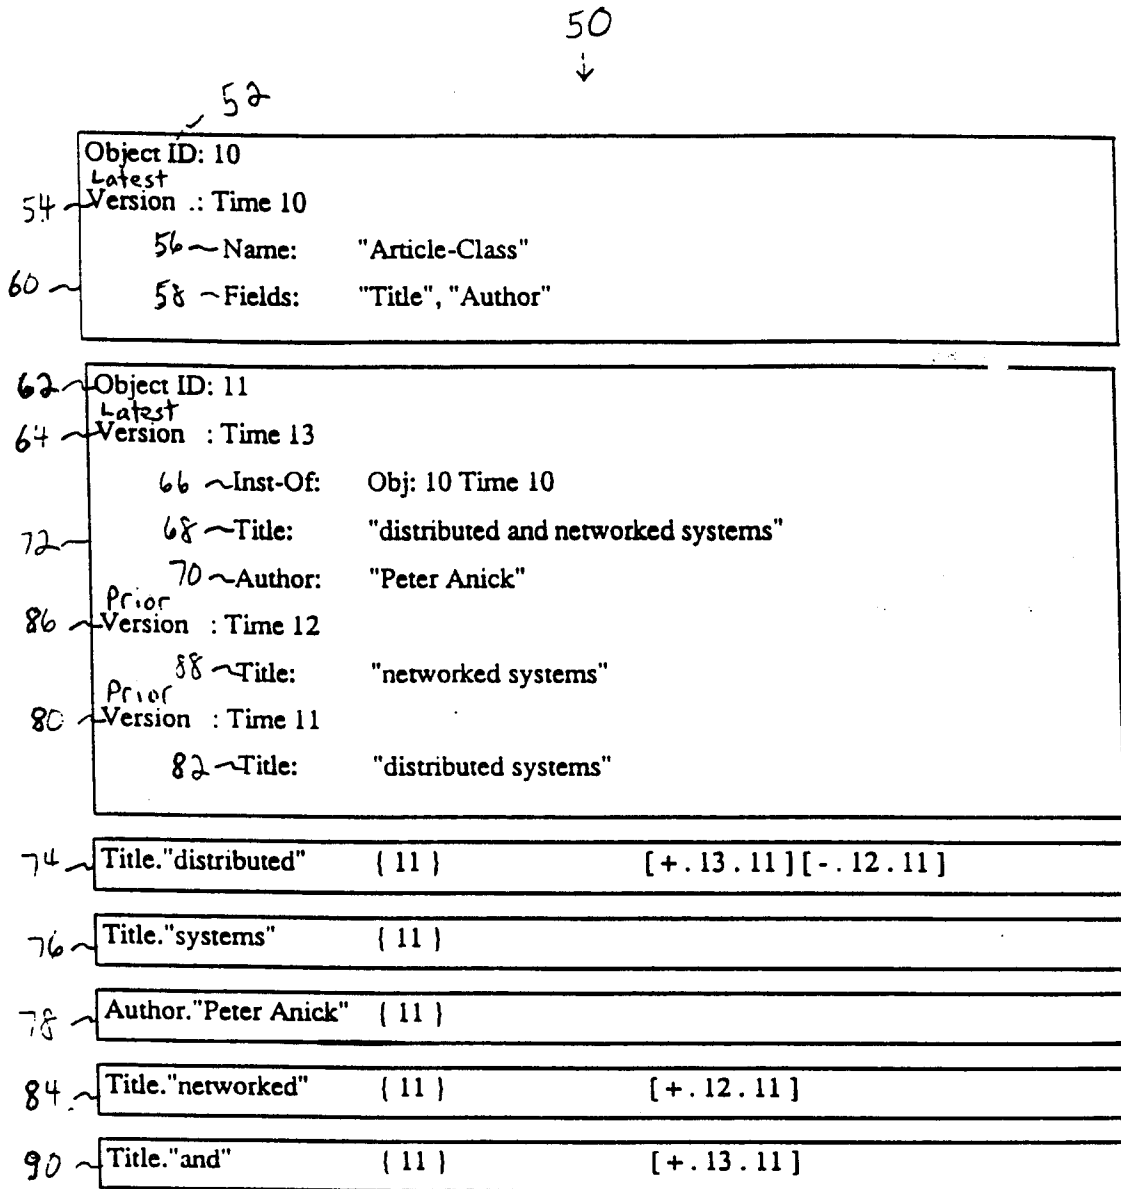 50
52
Object ID: 10
Latest
54 Version .: Time 10
56 Name: "Article-Class"
60
58 Fields: "Title", "Author"
62 Object ID: 11
Latest
64 Version : Time 13
66 Inst-Of: Obj: 10 Time 10
68 Title: "distributed and networked systems"
72
70 Author: "Peter Anick"
Prior
86 Version : Time 12
88 Title: "networked systems"
Prior
80 Version : Time 11
82 Title: "distributed systems"
74 Title."distributed" { 11 } [ + . 13 . 11 ] [ - . 12 . 11 ]
76 Title."systems" { 11 }
78 Author."Peter Anick" { 11 }
84 Title."networked" { 11 } [ + . 12 . 11 ]
90 Title."and" { 11 } [ + . 13 . 11 ]